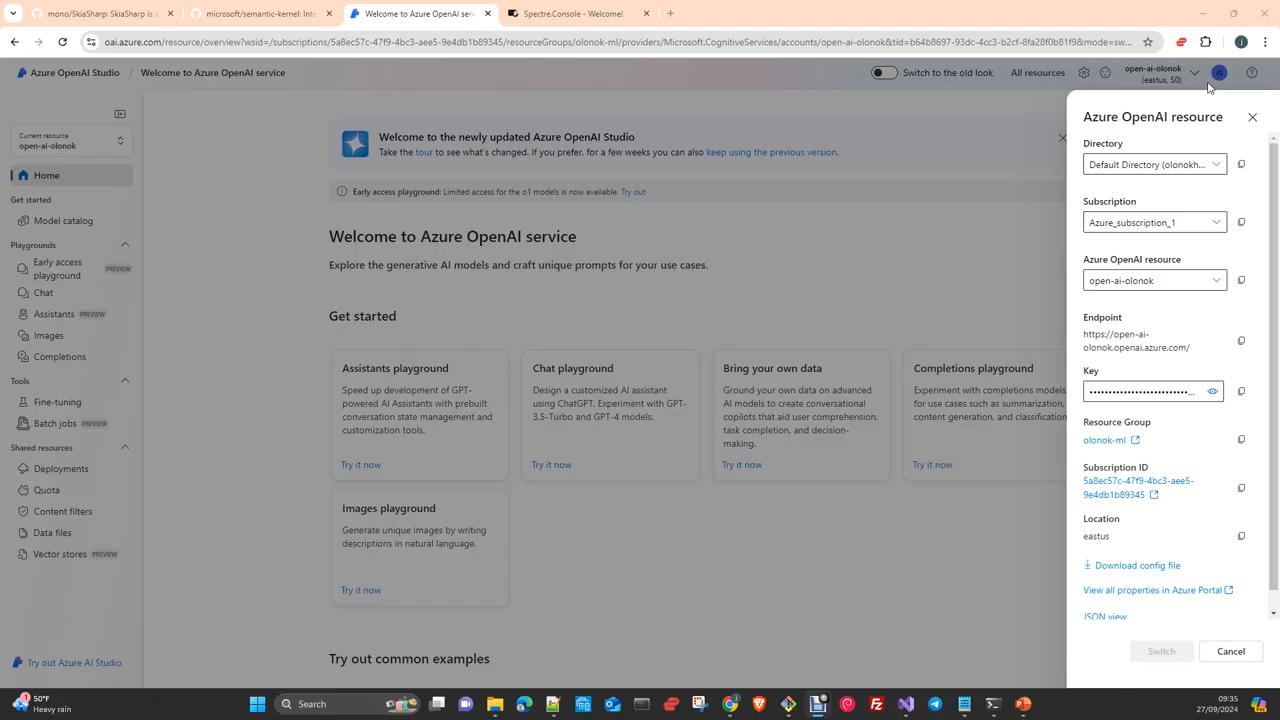 mono/SkiaSharp: SkiaSharp is a
microsoft/semantic-kernel: Inte
Welcome to Azure OpenAI servi
Spectre.Console - Welcome!
oai.azure.com/resource/overview?wsid=/subscriptions/5a8ec57c-47f9-4bc3-aee5-9e4db1b89345/resourceGroups/olonok-ml/providers/Microsoft.CognitiveServices/accounts/open-ai-olonok&tid=b64b8697-93dc-4cc3-b2cf-8fa28f0b81f9&mode=sw...
Azure OpenAI Studio / Welcome to Azure OpenAI service
Switch to the old look
All resources
open-ai-olonok
(eastus, S0)
Current resource
open-ai-olonok
Home
Get started
Model catalog
Playgrounds
Early access
playground PREVIEW
Chat
Assistants PREVIEW
Images
Completions
Tools
Fine-tuning
Batch jobs PREVIEW
Shared resources
Deployments
Quota
Content filters
Data files
Vector stores PREVIEW
Try out Azure AI Studio
Welcome to the newly updated Azure OpenAI Studio
Take the tour to see what's changed. If you prefer, for a few weeks you can also keep using the previous version.
Early access playground: Limited access for the o1 models is now available. Try out
Welcome to Azure OpenAI service
Explore the generative AI models and craft unique prompts for your use cases.
Get started
Assistants playground
Speed up development of GPT-
powered AI Assistants with prebuilt
conversation state management and
customization tools.
Try it now
Chat playground
Design a customized AI assistant
using ChatGPT. Experiment with GPT-
3.5-Turbo and GPT-4 models.
Try it now
Bring your own data
Ground your own data on advanced
AI models to create conversational
copilots that aid user comprehension,
task completion, and decision-
making.
Try it now
Completions playground
Experiment with completions models
for use cases such as summarization,
content generation, and classification
Try it now
Images playground
Generate unique images by writing
descriptions in natural language.
Try it now
Try out common examples
Azure OpenAI resource
Directory
Default Directory (olonokh...
Subscription
Azure_subscription_1
Azure OpenAI resource
open-ai-olonok
Endpoint
https://open-ai-
olonok.openai.azure.com/
Key
••••••••••••••••••••••••••...
Resource Group
olonok-ml
Subscription ID
5a8ec57c-47f9-4bc3-aee5-
9e4db1b89345
Location
eastus
Download config file
View all properties in Azure Portal
JSON view
Switch
Cancel
50°F
Heavy rain
Search
09:35
27/09/2024